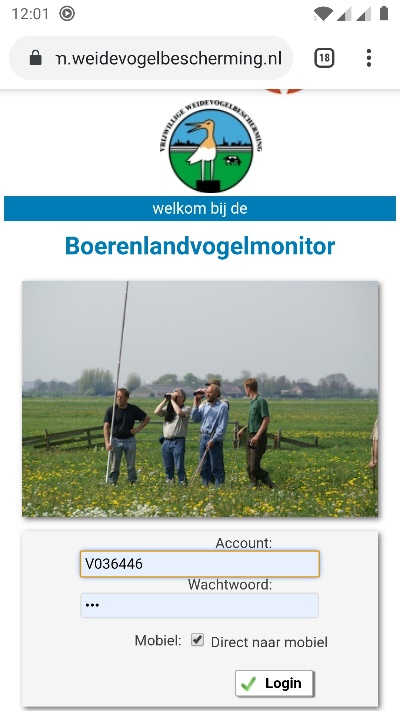 12:01
18
m.weidevogelbescherming.nl
VRIJWILLIGE WEIDEVOGELBESCHERMING
welkom bij de
Boerenlandvogelmonitor
Account:
V036446
Wachtwoord:
•••
Mobiel: Direct naar mobiel
Login